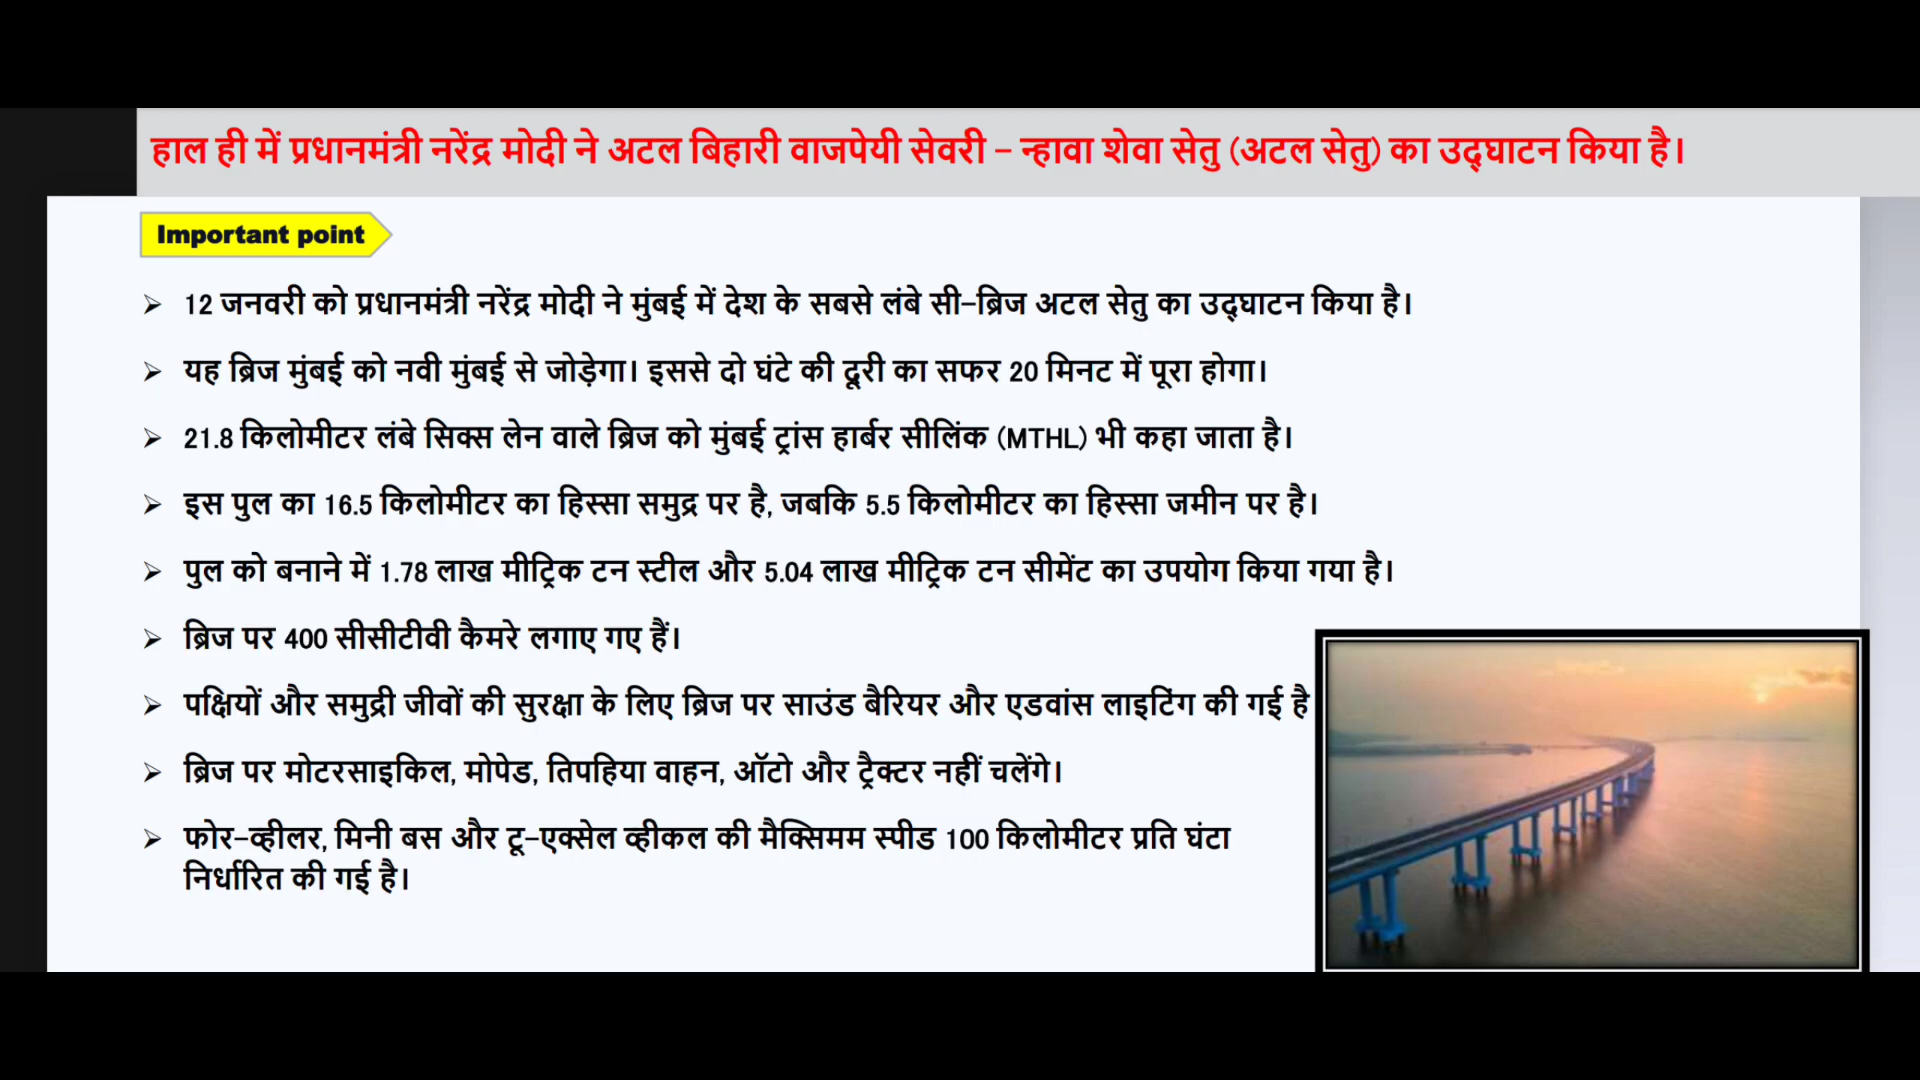 हाल ही में प्रधानमंत्री नरेंद्र मोदी ने अटल बिहारी वाजपेयी सेवरी – न्हावा शेवा सेतु (अटल सेतु) का उद्घाटन किया है।
Important point
➢ 12 जनवरी को प्रधानमंत्री नरेंद्र मोदी ने मुंबई में देश के सबसे लंबे सी-ब्रिज अटल सेतु का उद्घाटन किया है।
➢ यह ब्रिज मुंबई को नवी मुंबई से जोड़ेगा। इससे दो घंटे की दूरी का सफर 20 मिनट में पूरा होगा।
➢ 21.8 किलोमीटर लंबे सिक्स लेन वाले ब्रिज को मुंबई ट्रांस हार्बर सीलिंक (MTHL) भी कहा जाता है।
➢ इस पुल का 16.5 किलोमीटर का हिस्सा समुद्र पर है, जबकि 5.5 किलोमीटर का हिस्सा जमीन पर है।
➢ पुल को बनाने में 1.78 लाख मीट्रिक टन स्टील और 5.04 लाख मीट्रिक टन सीमेंट का उपयोग किया गया है।
➢ ब्रिज पर 400 सीसीटीवी कैमरे लगाए गए हैं।
➢ पक्षियों और समुद्री जीवों की सुरक्षा के लिए ब्रिज पर साउंड बैरियर और एडवांस लाइटिंग की गई है
➢ ब्रिज पर मोटरसाइकिल, मोपेड, तिपहिया वाहन, ऑटो और ट्रैक्टर नहीं चलेंगे।
➢ फोर-व्हीलर, मिनी बस और टू-एक्सेल व्हीकल की मैक्सिमम स्पीड 100 किलोमीटर प्रति घंटा
निर्धारित की गई है।